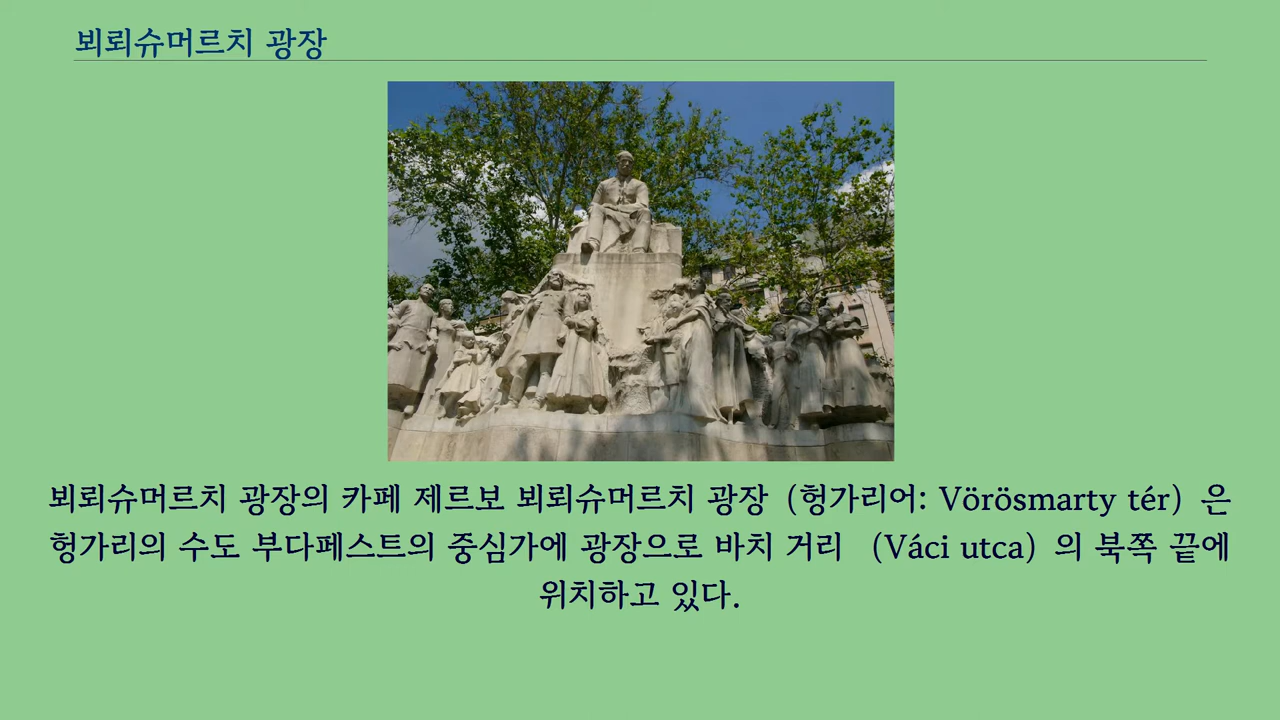 뵈뢰슈머르치 광장
뵈뢰슈머르치 광장의 카페 제르보 뵈뢰슈머르치 광장 (헝가리어: Vörösmarty tér) 은
헝가리의 수도 부다페스트의 중심가에 광장으로 바치 거리 (Váci utca) 의 북쪽 끝에
위치하고 있다.